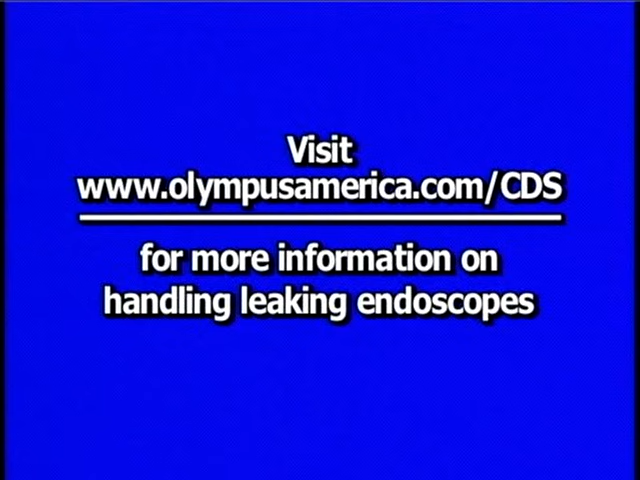 Visit
www.olympusamerica.com/CDS
for more information on
handling leaking endoscopes